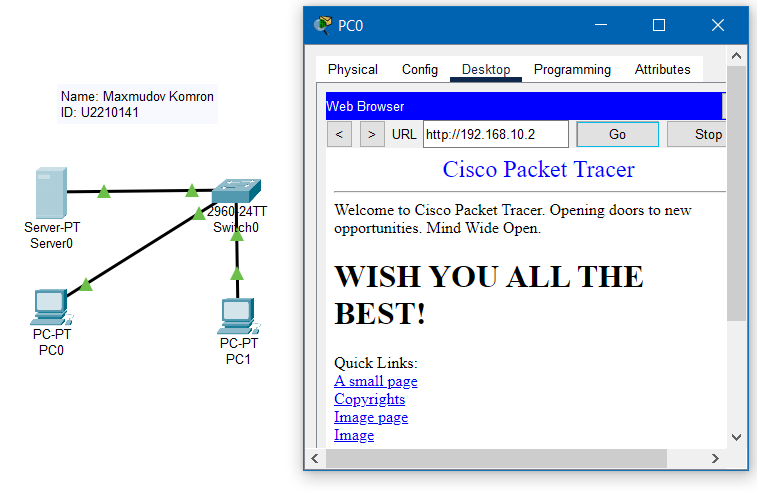 Name: Maxmudov Komron
ID: U2210141
Server-PT
Server0
2960-24TT
Switch0
PC-PT
PC0
PC-PT
PC1
PC0
Physical Config Desktop Programming Attributes
Web Browser
< > URL http://192.168.10.2 Go Stop
Cisco Packet Tracer
Welcome to Cisco Packet Tracer. Opening doors to new
opportunities. Mind Wide Open.
WISH YOU ALL THE
BEST!
Quick Links:
A small page
Copyrights
Image page
Image